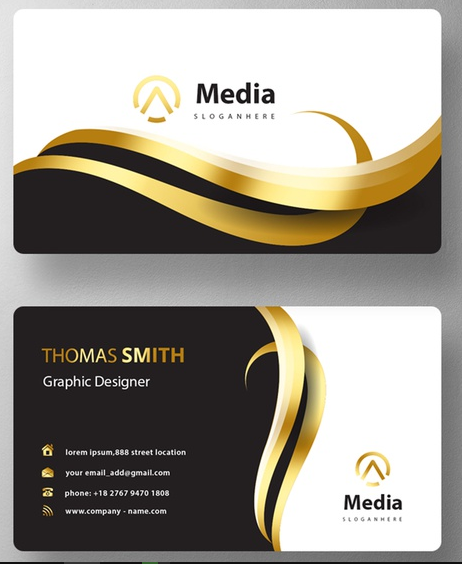 Media
SLOGANHERE
THOMAS SMITH
Graphic Designer
lorem ipsum,888 street location
your email_add@gmail.com
phone: +18 2767 9470 1808
www.company - name.com
Media
SLOGANHERE